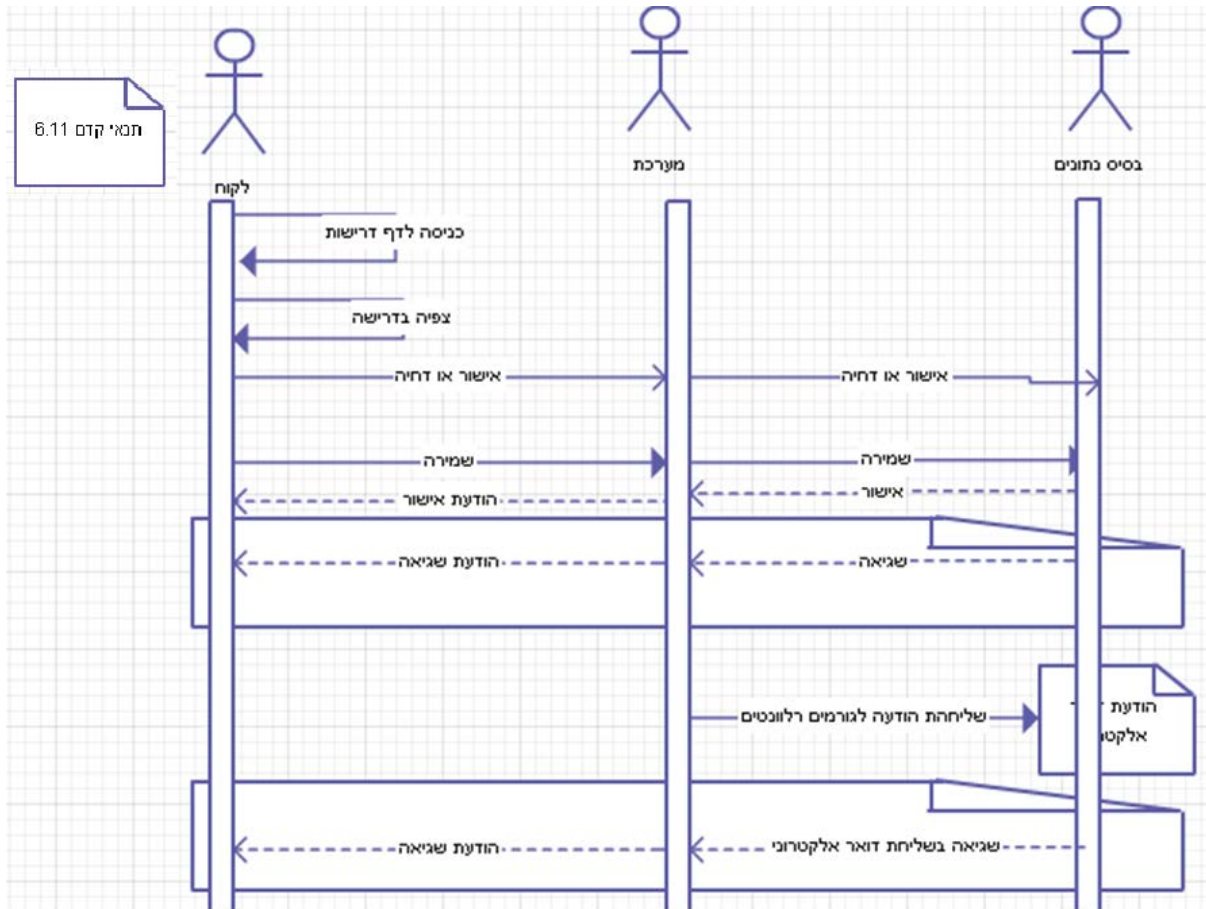 תנאי קדם 6.11
לקוח
מערכת
בסיס נתונים
כניסה לדף דרישות
צפיה בדרישה
אישור או דחיה
אישור או דחיה
שמירה
שמירה
אישור
הודעת אישור
שגיאה
הודעת שגיאה
שליחהת הודעה לגורמים רלוונטים
הודעת
שגיאה בשליחת דואר אלקטרוני
הודעת שגיאה